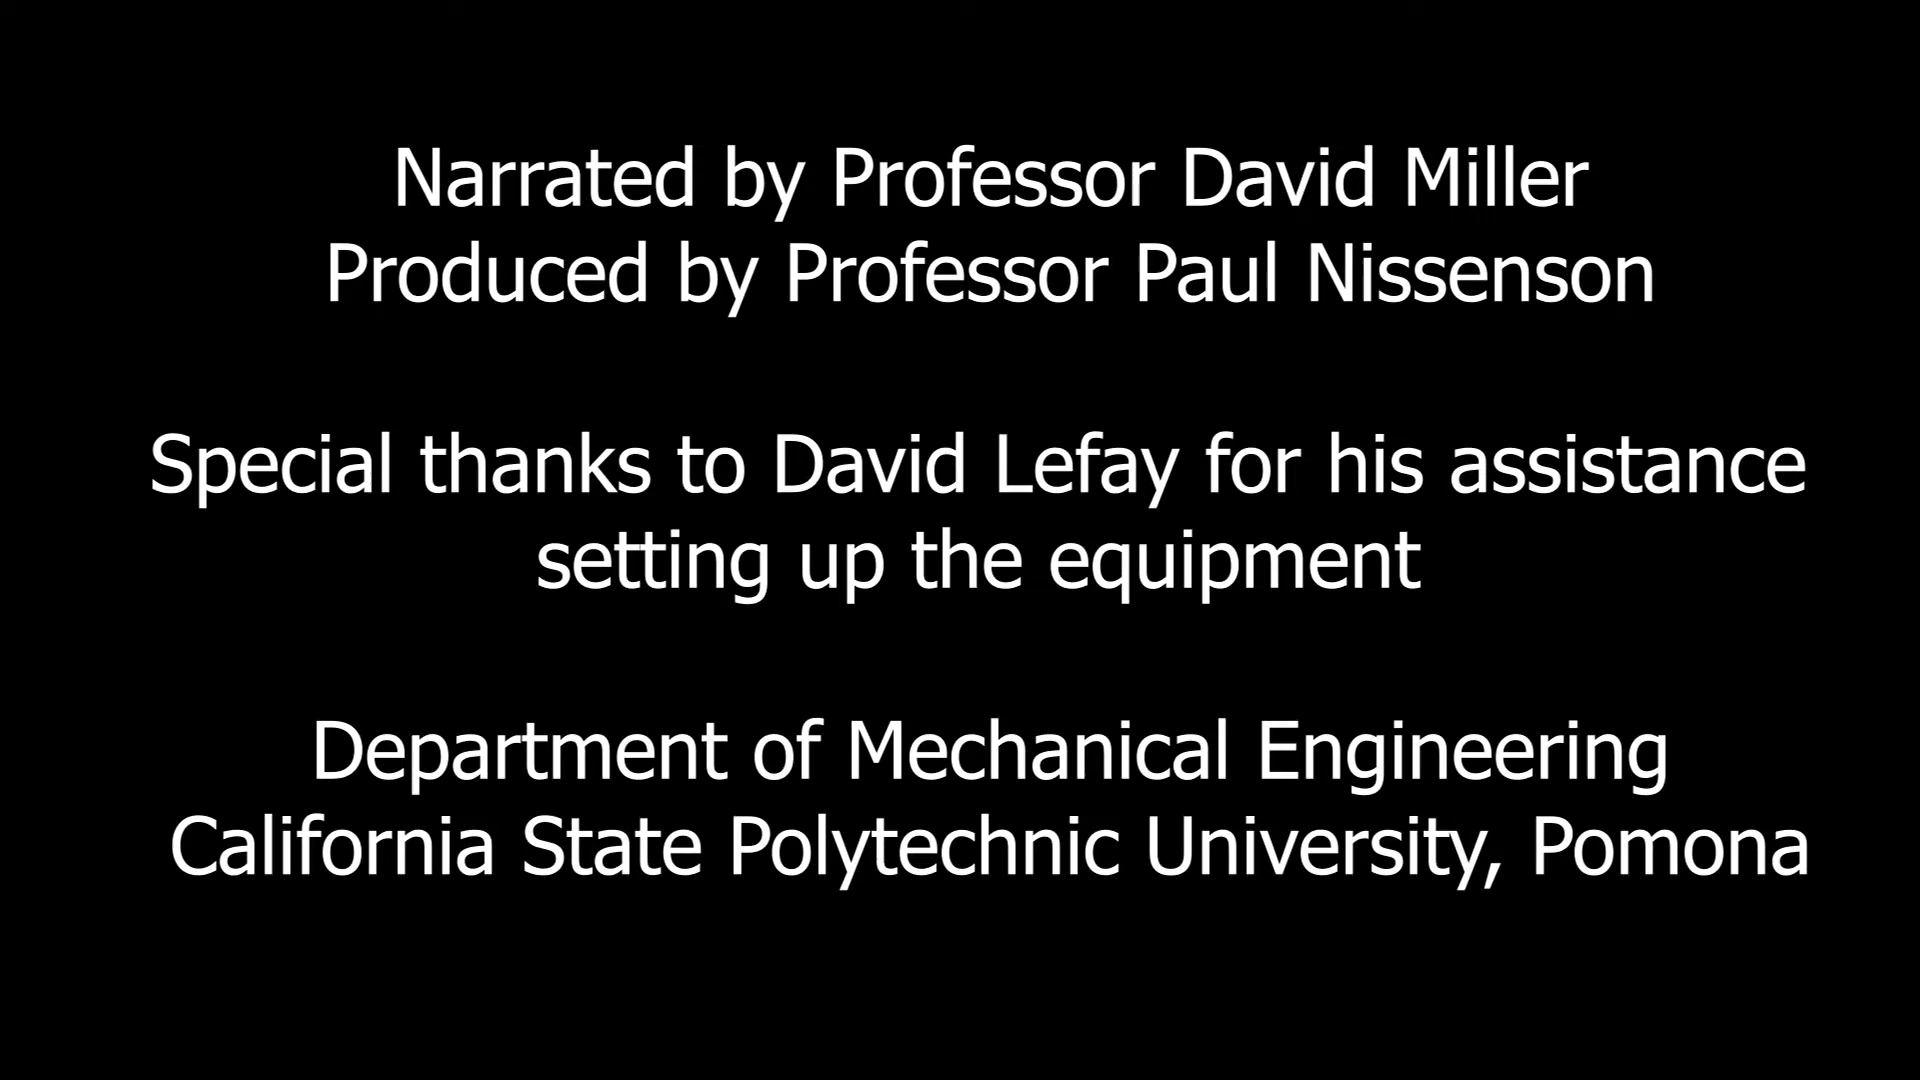 Narrated by Professor David Miller
Produced by Professor Paul Nissenson
Special thanks to David Lefay for his assistance
setting up the equipment
Department of Mechanical Engineering
California State Polytechnic University, Pomona